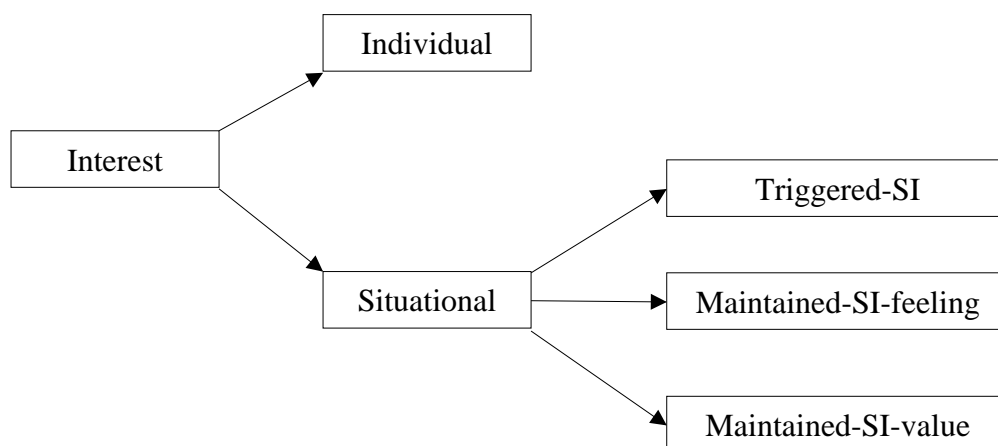 Individual
Interest
Triggered-SI
Situational
Maintained-SI-feeling
Maintained-SI-value